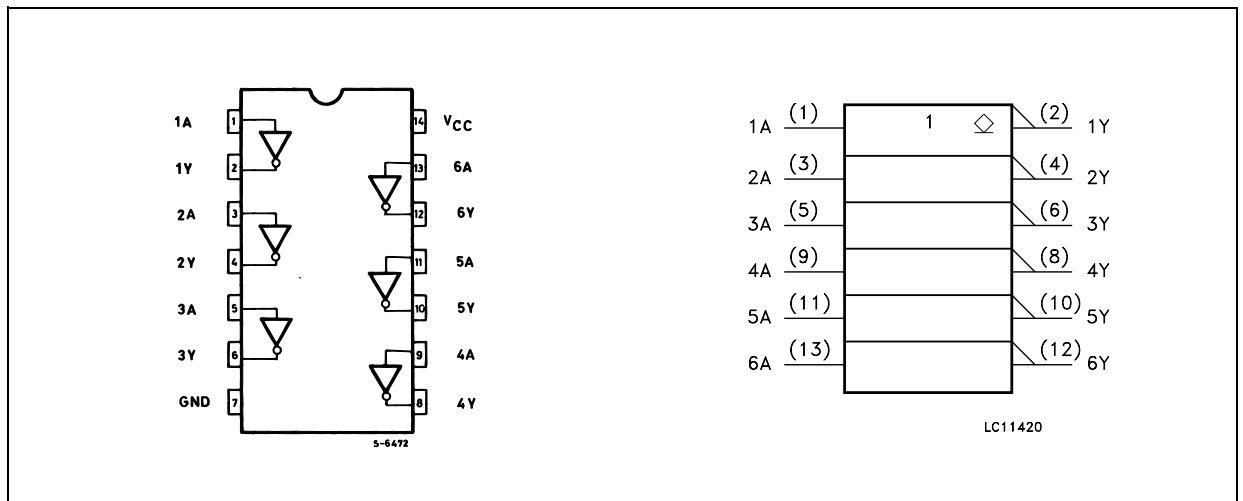 1A 1 14 VCC
1Y 2 13 6A
2A 3 12 6Y
2Y 4 11 5A
3A 5 10 5Y
3Y 6 9 4A
GND 7 8 4Y
S-6472
1A (1) 1 (2) 1Y
2A (3) (4) 2Y
3A (5) (6) 3Y
4A (9) (8) 4Y
5A (11) (10) 5Y
6A (13) (12) 6Y
LC11420